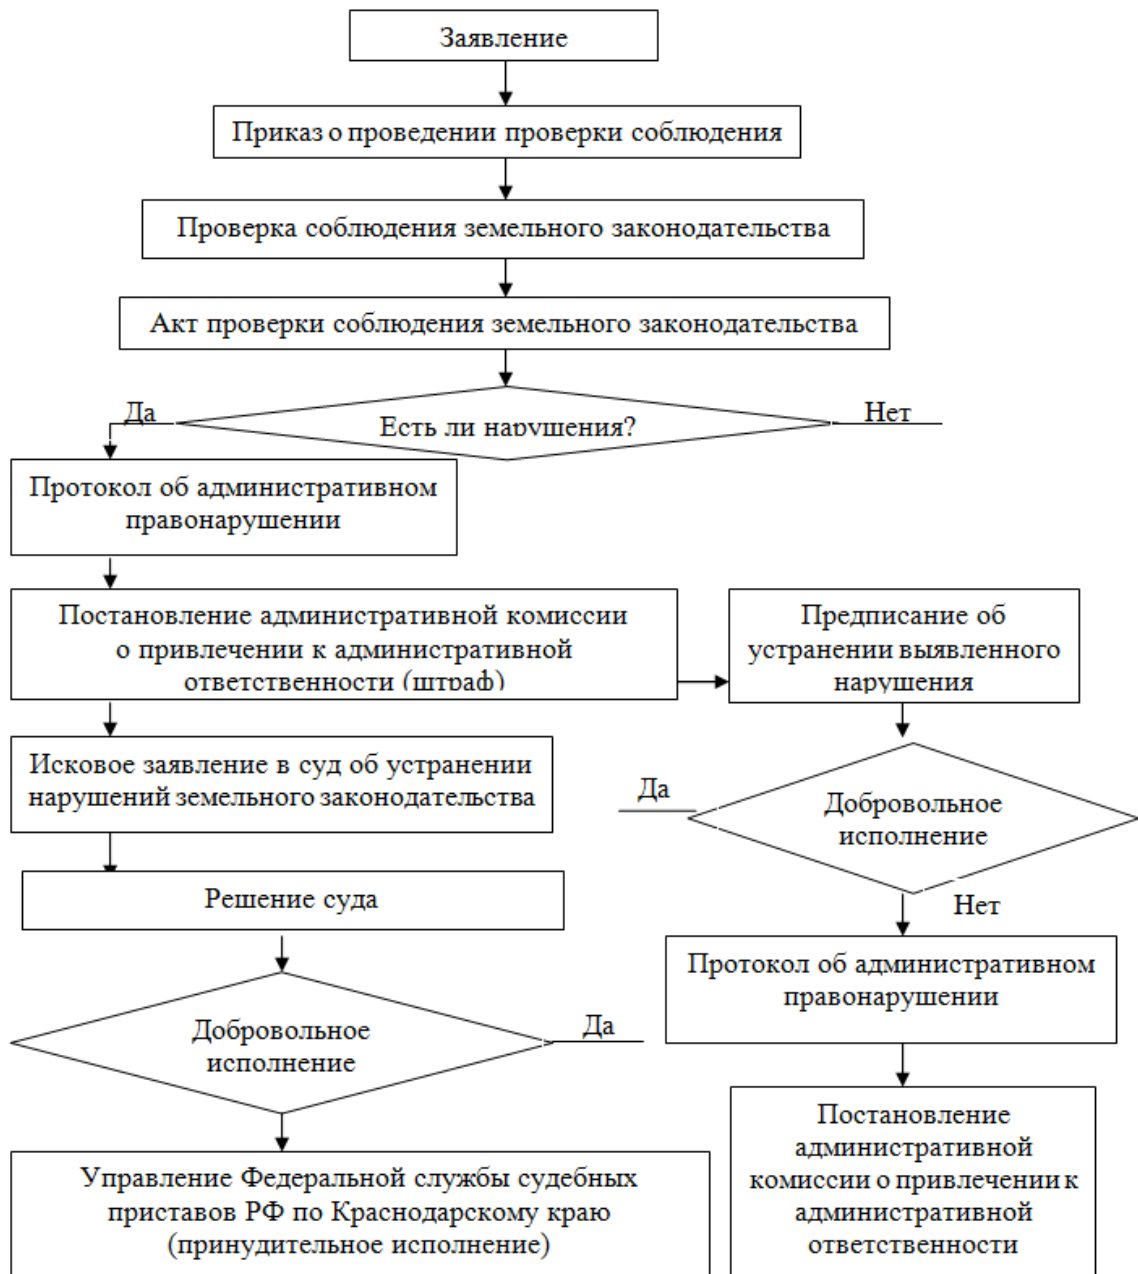 Заявление
Приказ о проведении проверки соблюдения
Проверка соблюдения земельного законодательства
Акт проверки соблюдения земельного законодательства
Да
Нет
Есть ли нарушения?
Протокол об административном
правонарушении
Постановление административной комиссии
о привлечении к административной
ответственности (штраф)
Предписание об
устранении выявленного
нарушения
Исковое заявление в суд об устранении
нарушений земельного законодательства
Да
Добровольное
исполнение
Решение суда
Нет
Протокол об административном
правонарушении
Добровольное
исполнение
Да
Постановление
административной
комиссии о привлечении к
административной
ответственности
Управление Федеральной службы судебных
приставов РФ по Краснодарскому краю
(принудительное исполнение)